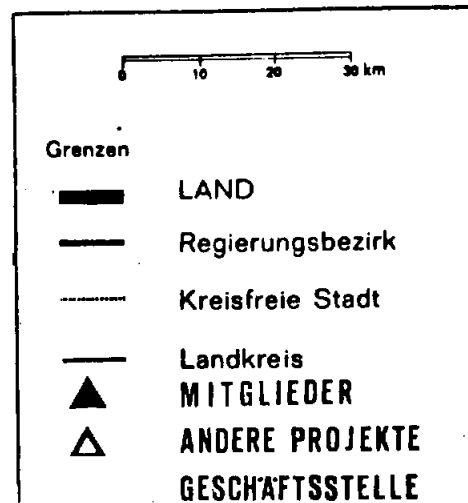 0 10 20 30 km
Grenzen
LAND
Regierungsbezirk
Kreisfreie Stadt
Landkreis
MITGLIEDER
ANDERE PROJEKTE
GESCHÄFTSSTELLE